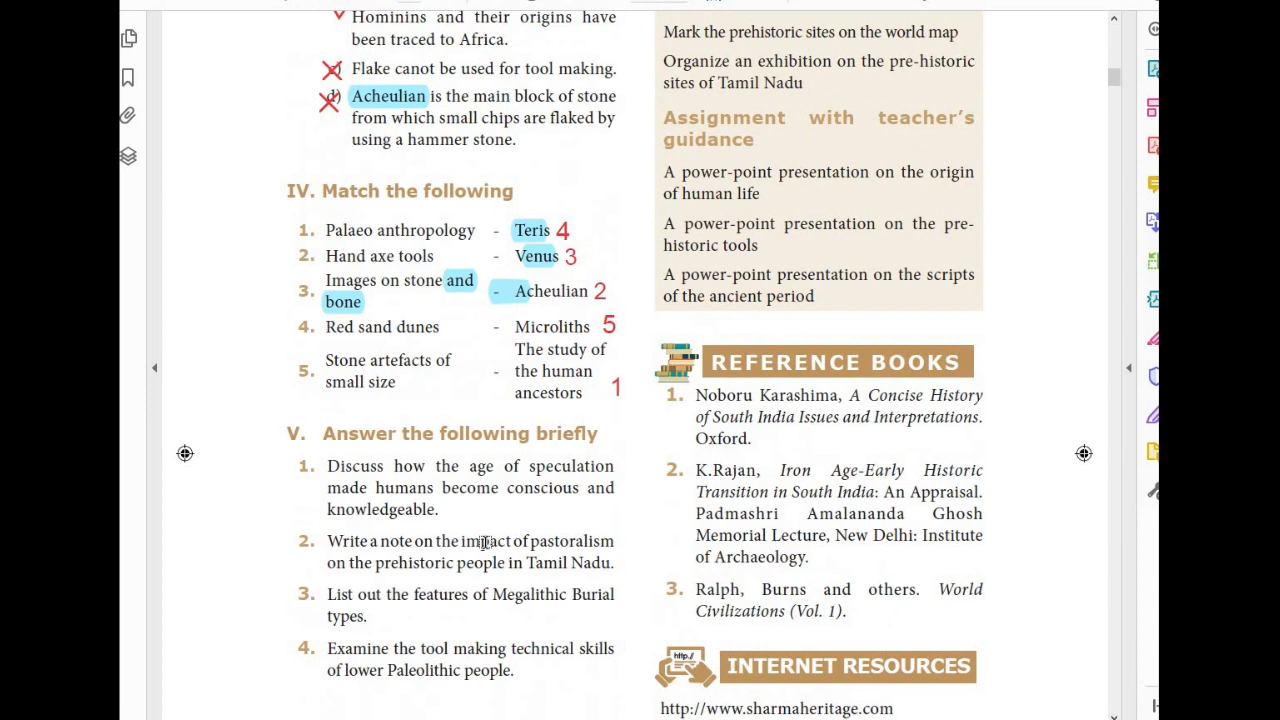 Hominins and their origins have
been traced to Africa.
Flake canot be used for tool making.
d) Acheulian is the main block of stone
from which small chips are flaked by
using a hammer stone.
IV. Match the following
1. Palaeo anthropology - Teris 4
2. Hand axe tools - Venus 3
3. Images on stone and
bone - Acheulian 2
4. Red sand dunes - Microliths 5
5. Stone artefacts of
small size - The study of
the human
ancestors 1
V. Answer the following briefly
1. Discuss how the age of speculation
made humans become conscious and
knowledgeable.
2. Write a note on the impact of pastoralism
on the prehistoric people in Tamil Nadu.
3. List out the features of Megalithic Burial
types.
4. Examine the tool making technical skills
of lower Paleolithic people.
Mark the prehistoric sites on the world map
Organize an exhibition on the pre-historic
sites of Tamil Nadu
Assignment with teacher's
guidance
A power-point presentation on the origin
of human life
A power-point presentation on the pre-
historic tools
A power-point presentation on the scripts
of the ancient period
REFERENCE BOOKS
1. Noboru Karashima, A Concise History
of South India Issues and Interpretations.
Oxford.
2. K.Rajan, Iron Age-Early Historic
Transition in South India: An Appraisal.
Padmashri Amalananda Ghosh
Memorial Lecture, New Delhi: Institute
of Archaeology.
3. Ralph, Burns and others. World
Civilizations (Vol. 1).
http://
INTERNET RESOURCES
http://www.sharmaheritage.com